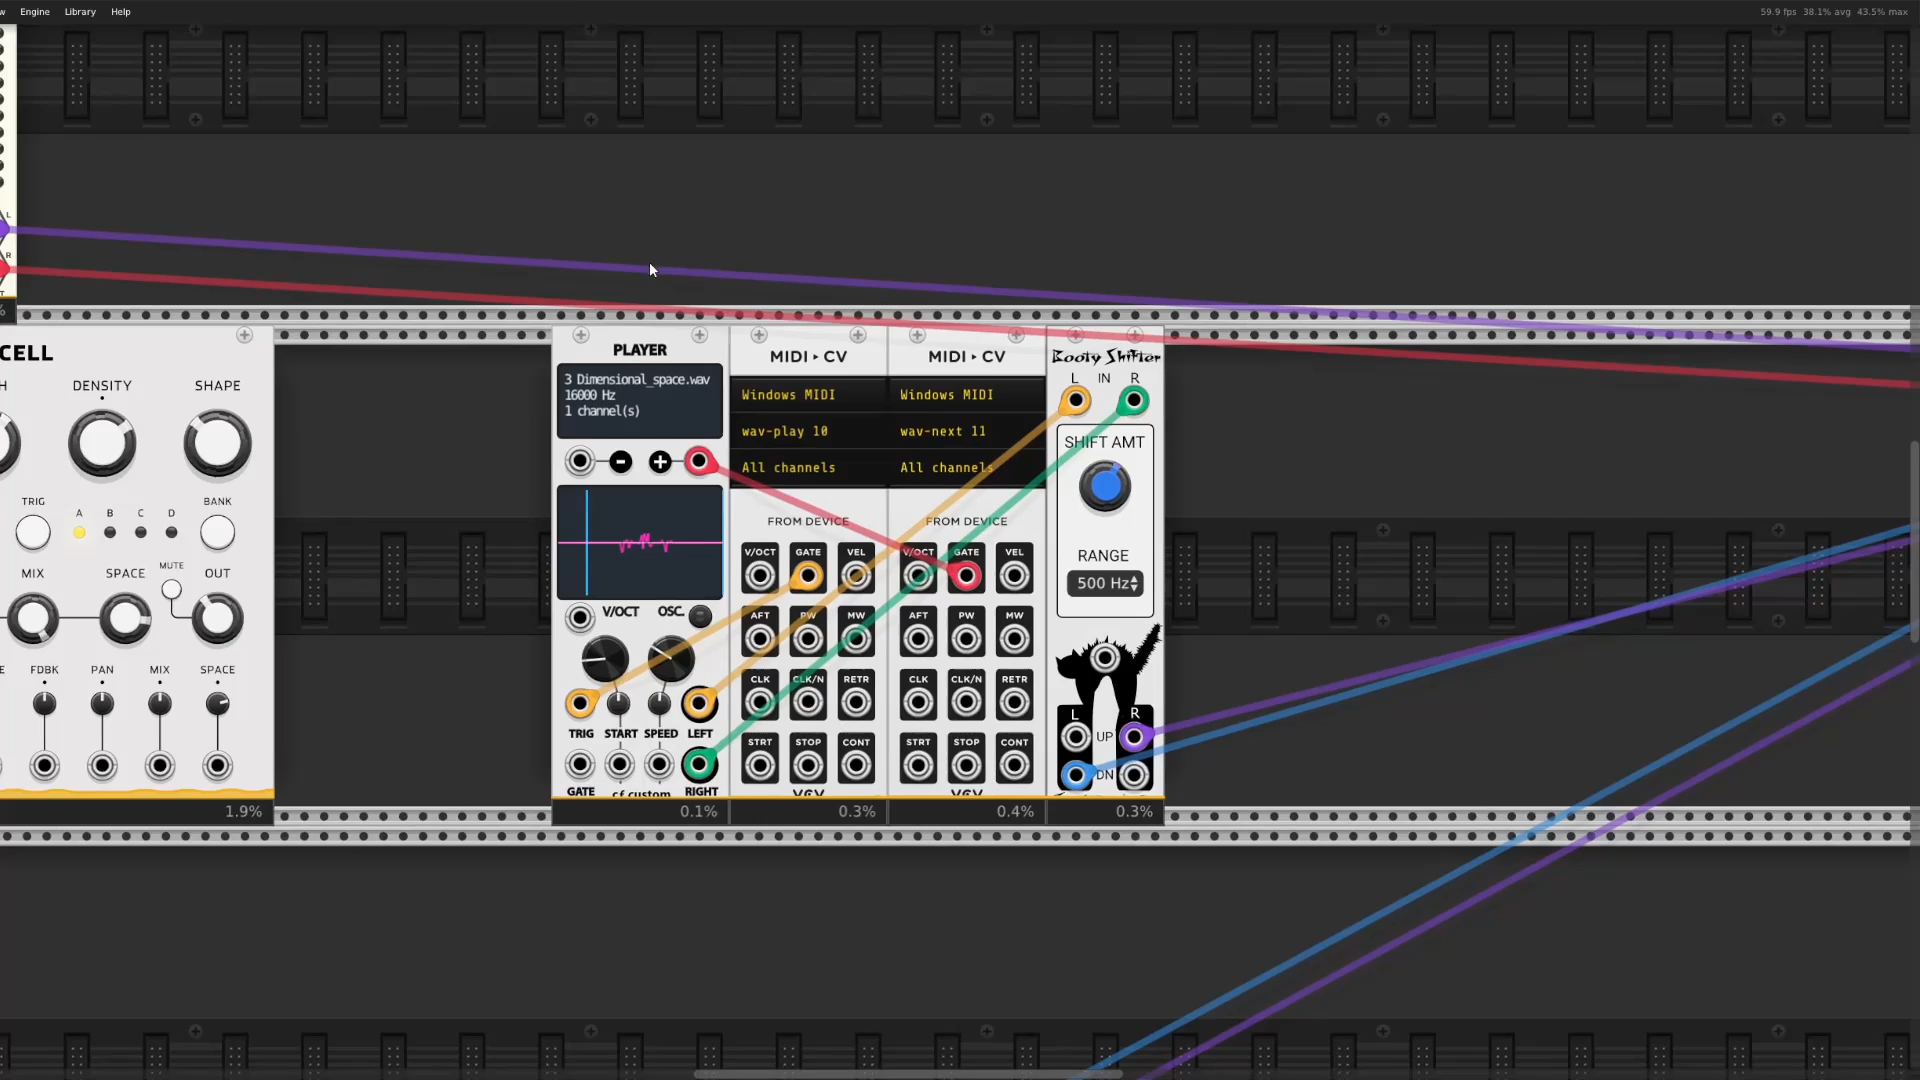 Engine Library Help
59.9 fps 38.1% avg 43.5% max
L
R
%
CELL
DENSITY
SHAPE
TRIG
A
B
C
D
BANK
MIX
SPACE
MUTE
OUT
FDBK
PAN
MIX
SPACE
1.9%
PLAYER
3 Dimensional_space.wav
16000 Hz
1 channel(s)
V/OCT
OSC.
TRIG
START
SPEED
LEFT
GATE
cf custom
RIGHT
0.1%
MIDI ▸ CV
Windows MIDI
wav-play 10
All channels
FROM DEVICE
V/OCT
GATE
VEL
AFT
PW
MW
CLK
CLK/N
RETR
STRT
STOP
CONT
VCV
0.3%
MIDI ▸ CV
Windows MIDI
wav-next 11
All channels
FROM DEVICE
V/OCT
GATE
VEL
AFT
PW
MW
CLK
CLK/N
RETR
STRT
STOP
CONT
VCV
0.4%
Booty Shifter
L IN R
SHIFT AMT
RANGE
500 Hz
L
R
UP
DN
0.3%